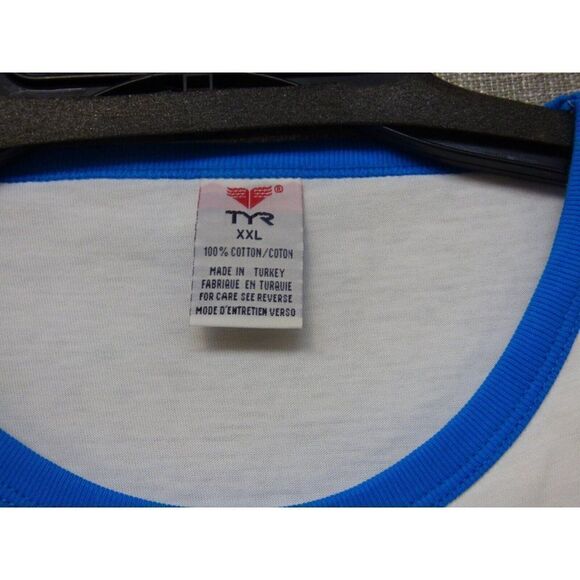 ®
TYR
XXL
100% COTTON/COTON
MADE IN TURKEY
FABRIQUE EN TURQUIE
FOR CARE SEE REVERSE
MODE D'ENTRETIEN VERSO